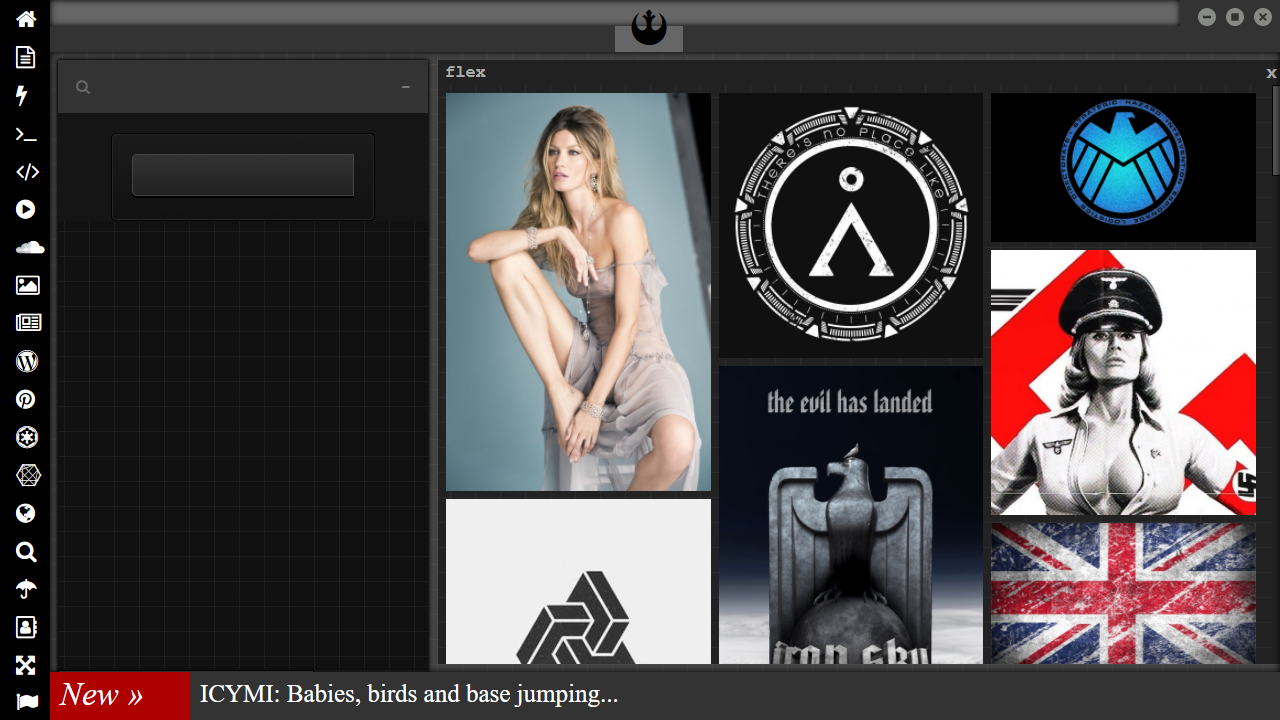 flex
x
THERE'S NO PLACE LIKE
STRATEGIC HAZARD INTERVENTION ESPIONAGE LOGISTICS DIRECTORATE
the evil has landed
iron sky
New »
ICYMI: Babies, birds and base jumping...